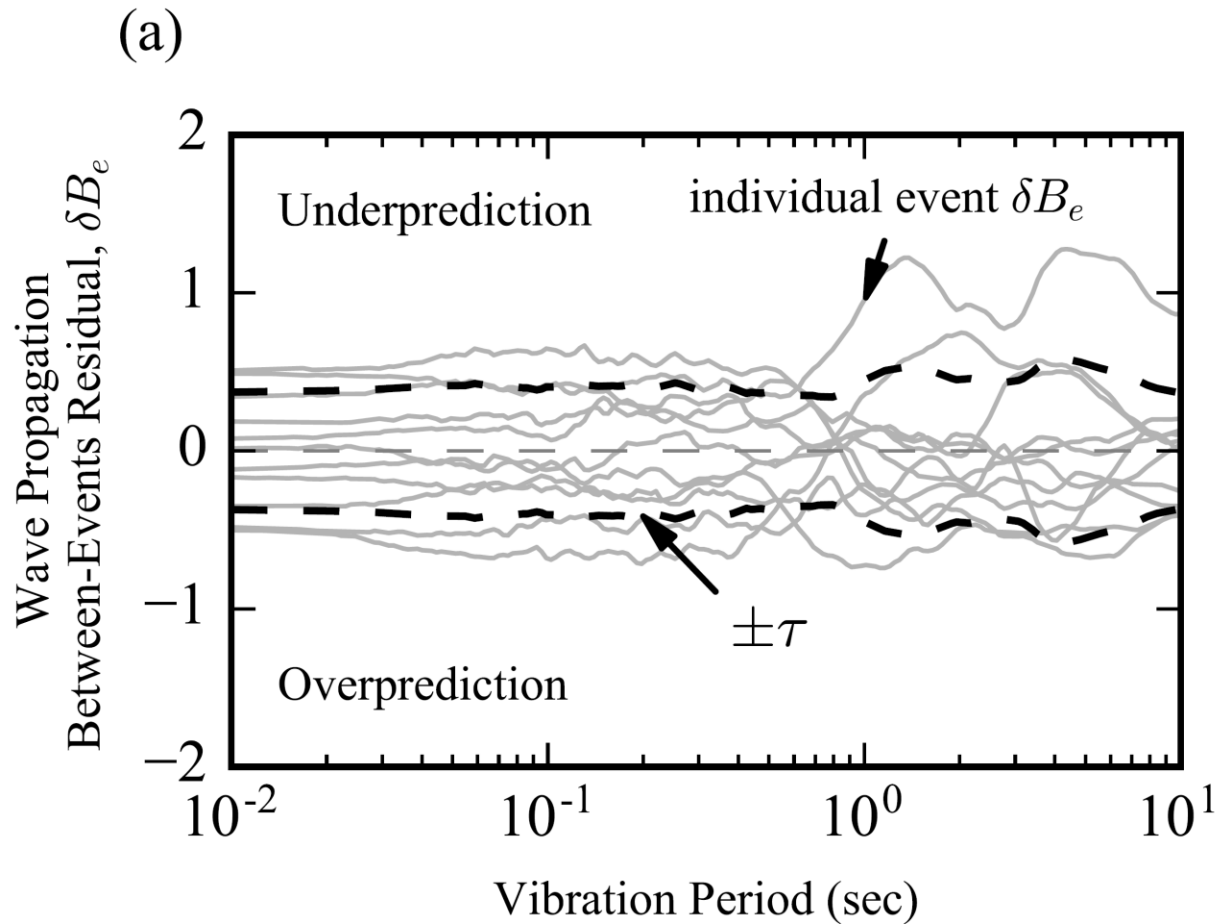 (a)
Wave Propagation
Between-Events Residual, δB_e
2
1
0
−1
−2
Underprediction
individual event δB_e
±τ
Overprediction
10^-2
10^-1
10^0
10^1
Vibration Period (sec)